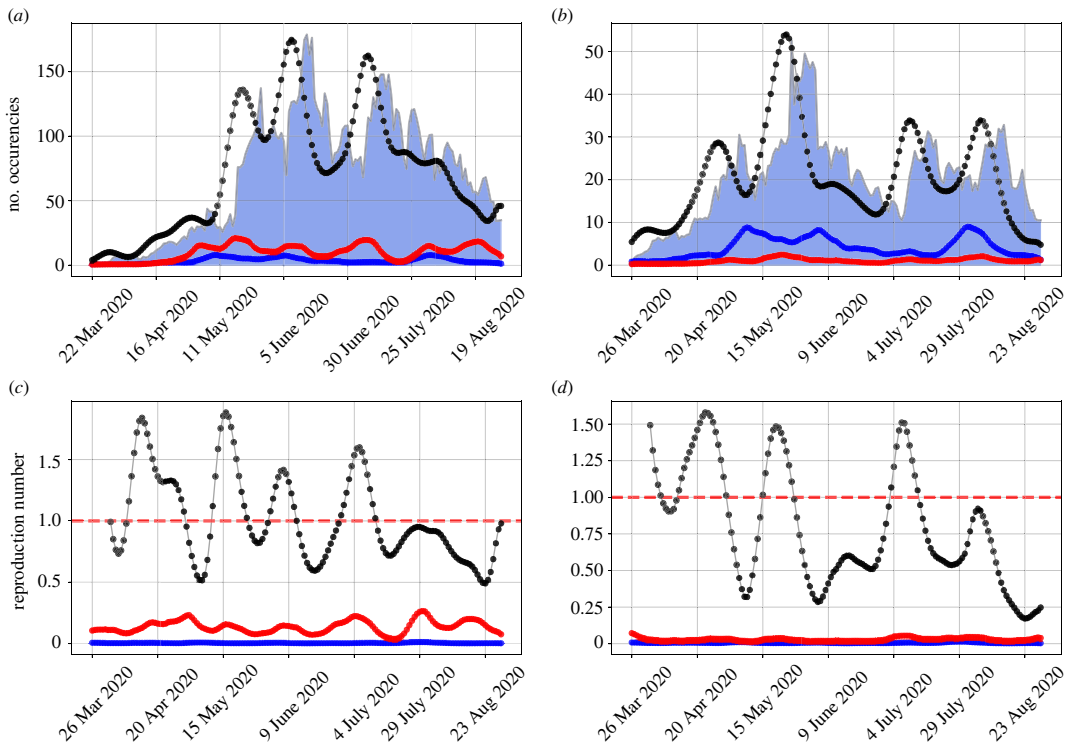 (a)
(b)
no. occurencies
150
100
50
0
50
40
30
20
10
0
22 Mar 2020
16 Apr 2020
11 May 2020
5 June 2020
30 June 2020
25 July 2020
19 Aug 2020
26 Mar 2020
20 Apr 2020
15 May 2020
9 June 2020
4 July 2020
29 July 2020
23 Aug 2020
(c)
(d)
reproduction number
1.5
1.0
0.5
0
1.50
1.25
1.00
0.75
0.50
0.25
0
26 Mar 2020
20 Apr 2020
15 May 2020
9 June 2020
4 July 2020
29 July 2020
23 Aug 2020
26 Mar 2020
20 Apr 2020
15 May 2020
9 June 2020
4 July 2020
29 July 2020
23 Aug 2020